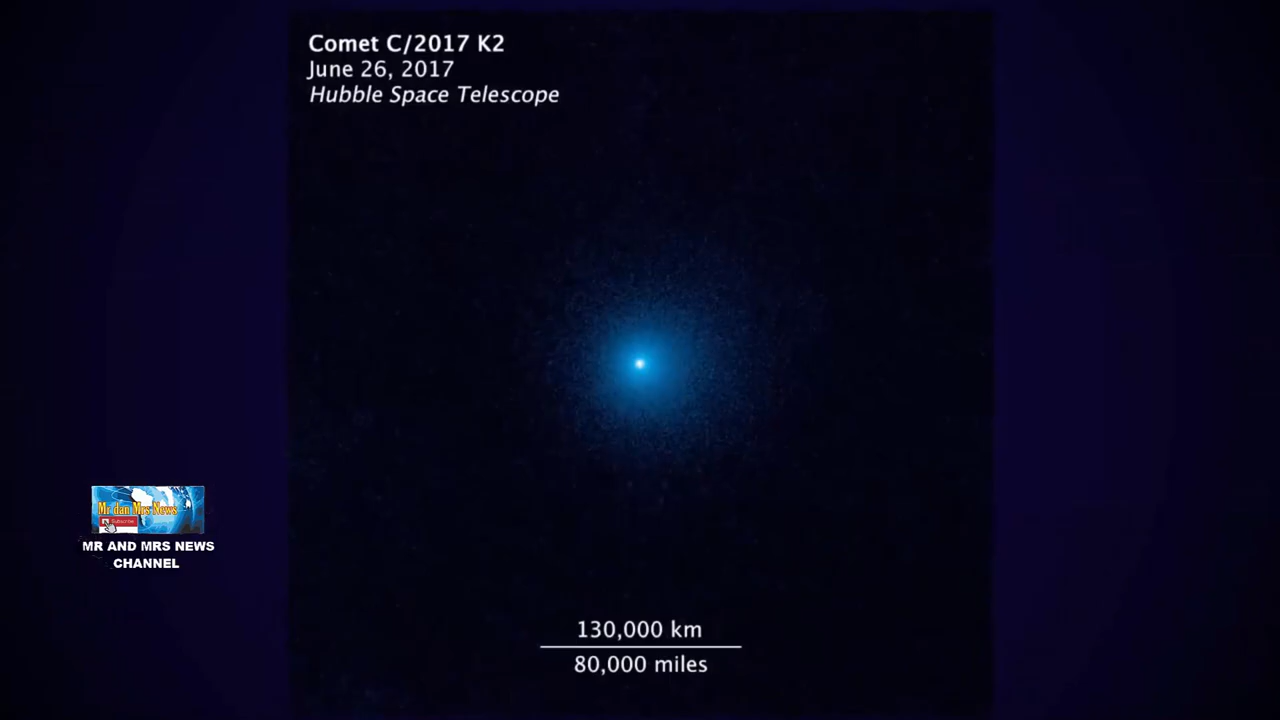 Comet C/2017 K2
June 26, 2017
Hubble Space Telescope
Mr dan Mrs News
Subscribe
MR AND MRS NEWS
CHANNEL
130,000 km
80,000 miles